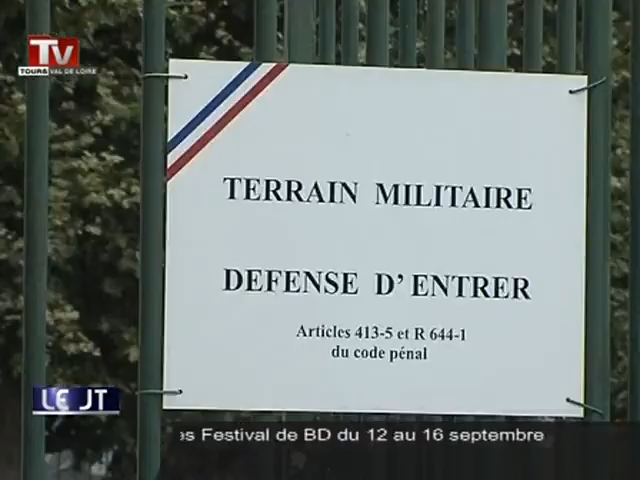 TV
TOURS VAL DE LOIRE
TERRAIN MILITAIRE
DEFENSE D' ENTRER
Articles 413-5 et R 644-1
du code pénal
LE JT
es Festival de BD du 12 au 16 septembre